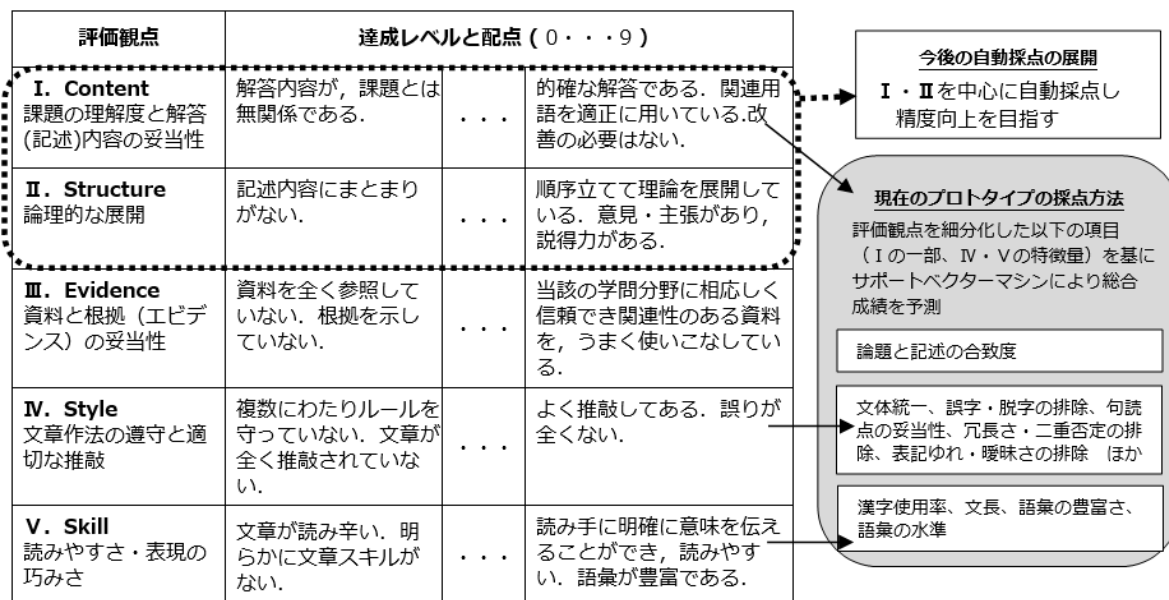 評価観点
達成レベルと配点（０・・・９）
Ⅰ．Content
課題の理解度と解答
(記述)内容の妥当性
解答内容が，課題とは
無関係である．
・・・
的確な解答である．関連用
語を適正に用いている.改
善の必要はない．
Ⅱ．Structure
論理的な展開
記述内容にまとまり
がない．
・・・
順序立てて理論を展開して
いる．意見・主張があり，
説得力がある．
Ⅲ．Evidence
資料と根拠（エビデ
ンス）の妥当性
資料を全く参照して
いない．根拠を示し
ていない．
・・・
当該の学問分野に相応しく
信頼でき関連性のある資料
を，うまく使いこなしてい
る．
Ⅳ．Style
文章作法の遵守と適
切な推敲
複数にわたりルールを
守っていない．文章が
全く推敲されていな
い．
・・・
よく推敲してある．誤りが
全くない．
Ⅴ．Skill
読みやすさ・表現の
巧みさ
文章が読み辛い．明
らかに文章スキルが
ない．
・・・
読み手に明確に意味を伝え
ることができ，読みやす
い．語彙が豊富である．
今後の自動採点の展開
Ⅰ・Ⅱを中心に自動採点し
精度向上を目指す
現在のプロトタイプの採点方法
評価観点を細分化した以下の項目
（Ⅰの一部、Ⅳ・Ⅴの特徴量）を基に
サポートベクターマシンにより総合
成績を予測
論題と記述の合致度
文体統一、誤字・脱字の排除、句読
点の妥当性、冗長さ・二重否定の排
除、表記ゆれ・曖昧さの排除　ほか
漢字使用率、文長、語彙の豊富さ、
語彙の水準